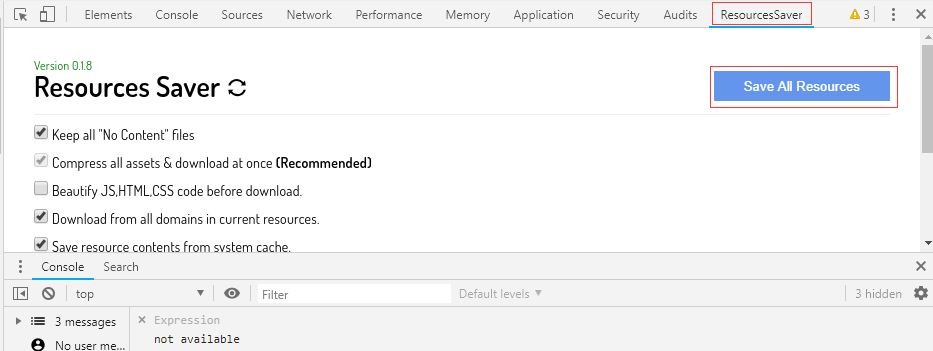 Elements Console Sources Network Performance Memory Application Security Audits ResourcesSaver 3
Version 0.1.8
Resources Saver
Save All Resources
Keep all "No Content" files
Compress all assets & download at once (Recommended)
Beautify JS,HTML,CSS code before download.
Download from all domains in current resources.
Save resource contents from system cache.
Console Search
top Filter Default levels 3 hidden
3 messages
Expression
No user me...
not available